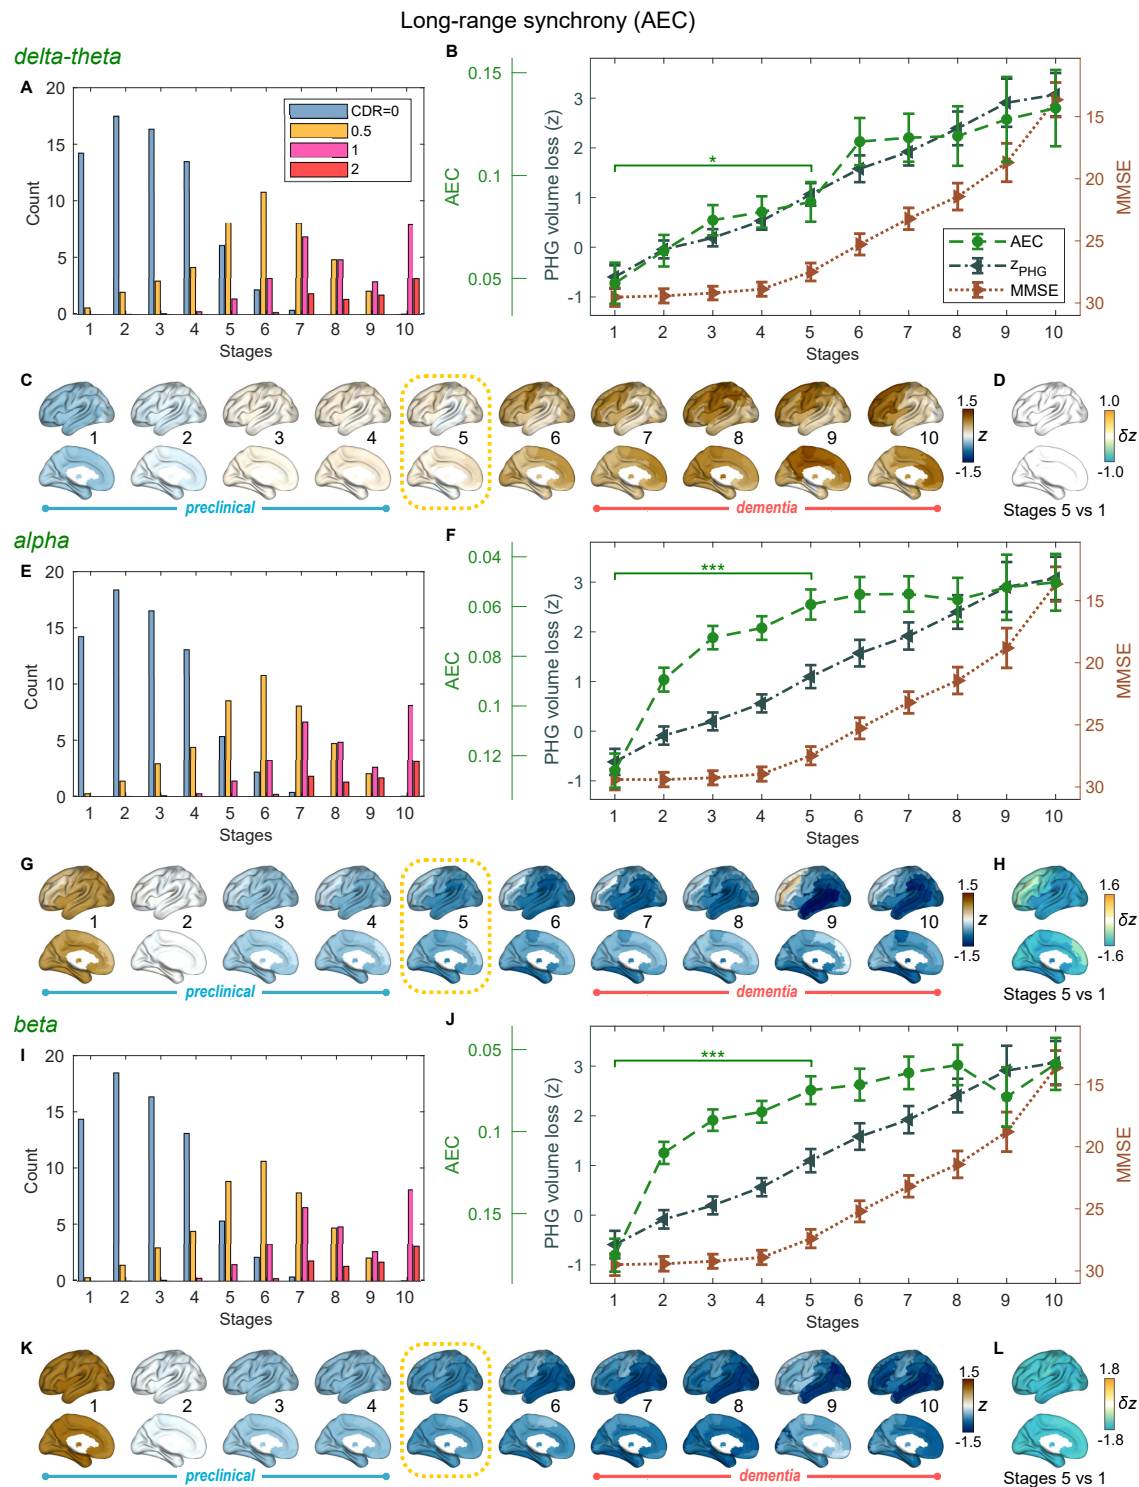 Long-range synchrony (AEC)
delta-theta
A
20
15
10
5
0
Count
CDR=0
0.5
1
2
1 2 3 4 5 6 7 8 9 10
Stages
B
0.15
0.1
0.05
AEC
PHG volume loss (z)
3
2
1
0
-1
*
AEC
zPHG
MMSE
15
20
25
30
MMSE
1 2 3 4 5 6 7 8 9 10
Stages
C
1 2 3 4 5 6 7 8 9 10
preclinical
dementia
1.5
z
-1.5
D
1.0
δz
-1.0
Stages 5 vs 1
alpha
E
20
15
10
5
0
Count
1 2 3 4 5 6 7 8 9 10
Stages
F
0.04
0.06
0.08
0.1
0.12
AEC
PHG volume loss (z)
3
2
1
0
-1
***
15
20
25
30
MMSE
1 2 3 4 5 6 7 8 9 10
Stages
G
1 2 3 4 5 6 7 8 9 10
preclinical
dementia
1.5
z
-1.5
H
1.6
δz
-1.6
Stages 5 vs 1
beta
I
20
15
10
5
0
Count
1 2 3 4 5 6 7 8 9 10
Stages
J
0.05
0.1
0.15
AEC
PHG volume loss (z)
3
2
1
0
-1
***
15
20
25
30
MMSE
1 2 3 4 5 6 7 8 9 10
Stages
K
1 2 3 4 5 6 7 8 9 10
preclinical
dementia
1.5
z
-1.5
L
1.8
δz
-1.8
Stages 5 vs 1